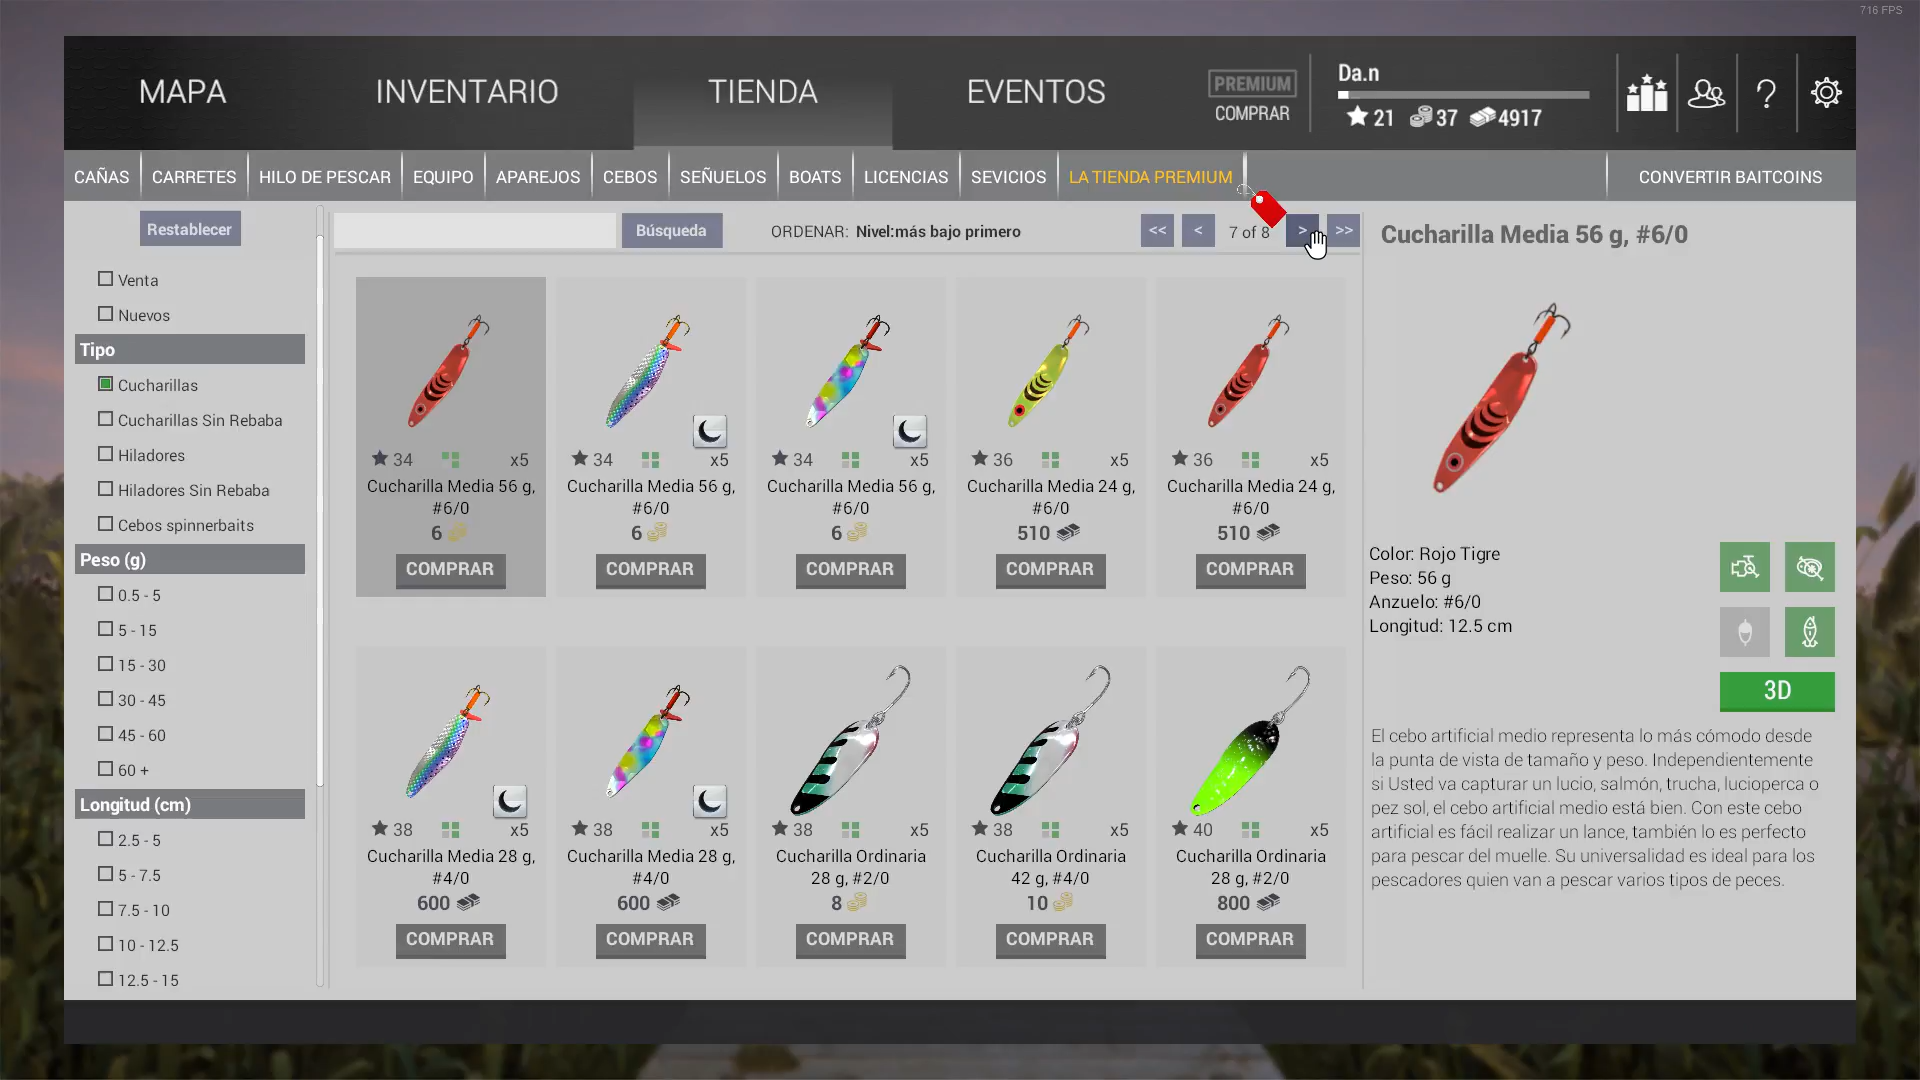 716 FPS
MAPA
INVENTARIO
TIENDA
EVENTOS
PREMIUM
COMPRAR
Da.n
21 37 4917
CAÑAS
CARRETES
HILO DE PESCAR
EQUIPO
APAREJOS
CEBOS
SEÑUELOS
BOATS
LICENCIAS
SEVICIOS
LA TIENDA PREMIUM
CONVERTIR BAITCOINS
Restablecer
Venta
Nuevos
Tipo
Cucharillas
Cucharillas Sin Rebaba
Hiladores
Hiladores Sin Rebaba
Cebos spinnerbaits
Peso (g)
0.5 - 5
5 - 15
15 - 30
30 - 45
45 - 60
60 +
Longitud (cm)
2.5 - 5
5 - 7.5
7.5 - 10
10 - 12.5
12.5 - 15
Búsqueda
ORDENAR: Nivel:más bajo primero
<< < 7 of 8 > >>
34 x5
Cucharilla Media 56 g,
#6/0
6
COMPRAR
34 x5
Cucharilla Media 56 g,
#6/0
6
COMPRAR
34 x5
Cucharilla Media 56 g,
#6/0
6
COMPRAR
36 x5
Cucharilla Media 24 g,
#6/0
510
COMPRAR
36 x5
Cucharilla Media 24 g,
#6/0
510
COMPRAR
38 x5
Cucharilla Media 28 g,
#4/0
600
COMPRAR
38 x5
Cucharilla Media 28 g,
#4/0
600
COMPRAR
38 x5
Cucharilla Ordinaria
28 g, #2/0
8
COMPRAR
38 x5
Cucharilla Ordinaria
42 g, #4/0
10
COMPRAR
40 x5
Cucharilla Ordinaria
28 g, #2/0
800
COMPRAR
Cucharilla Media 56 g, #6/0
Color: Rojo Tigre
Peso: 56 g
Anzuelo: #6/0
Longitud: 12.5 cm
3D
El cebo artificial medio representa lo más cómodo desde
la punta de vista de tamaño y peso. Independientemente
si Usted va capturar un lucio, salmón, trucha, lucioperca o
pez sol, el cebo artificial medio está bien. Con este cebo
artificial es fácil realizar un lance, también lo es perfecto
para pescar del muelle. Su universalidad es ideal para los
pescadores quien van a pescar varios tipos de peces.